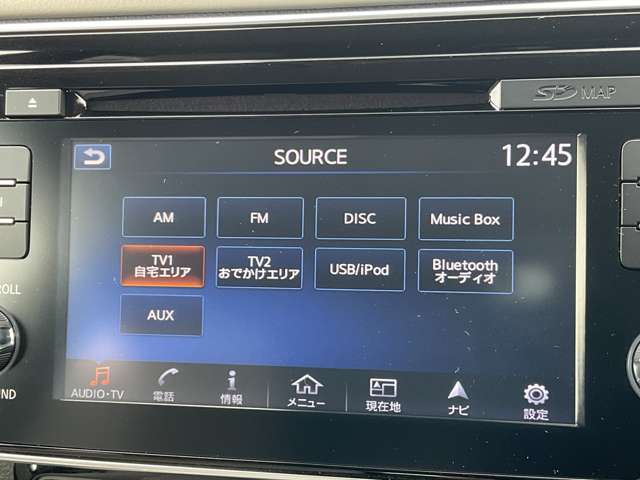 SD MAP
SOURCE
12:45
AM
FM
DISC
Music Box
TV1
自宅エリア
TV2
おでかけエリア
USB/iPod
Bluetooth
オーディオ
AUX
AUDIO・TV
電話
情報
メニュー
現在地
ナビ
設定